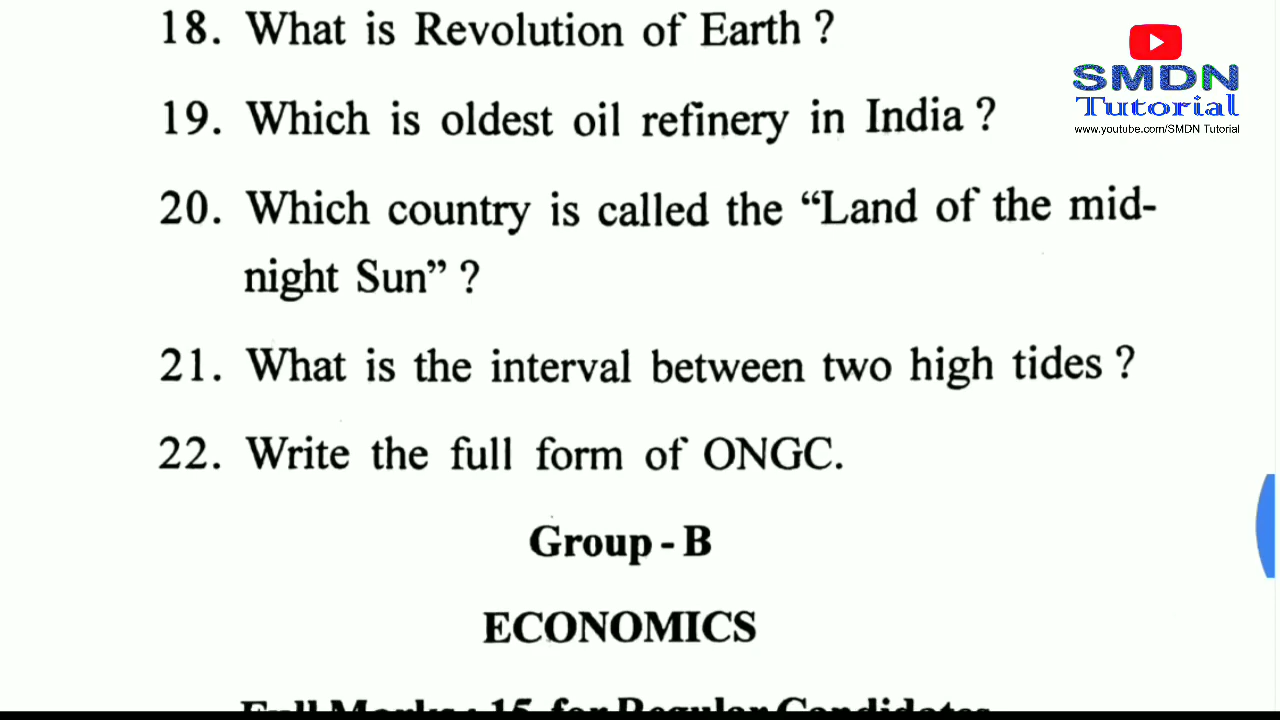 18. What is Revolution of Earth ?
SMDN
Tutorial
www.youtube.com/SMDN Tutorial
19. Which is oldest oil refinery in India ?
20. Which country is called the “Land of the mid-
night Sun” ?
21. What is the interval between two high tides ?
22. Write the full form of ONGC.
Group - B
ECONOMICS
Full Marks : 15 for Regular Candidates